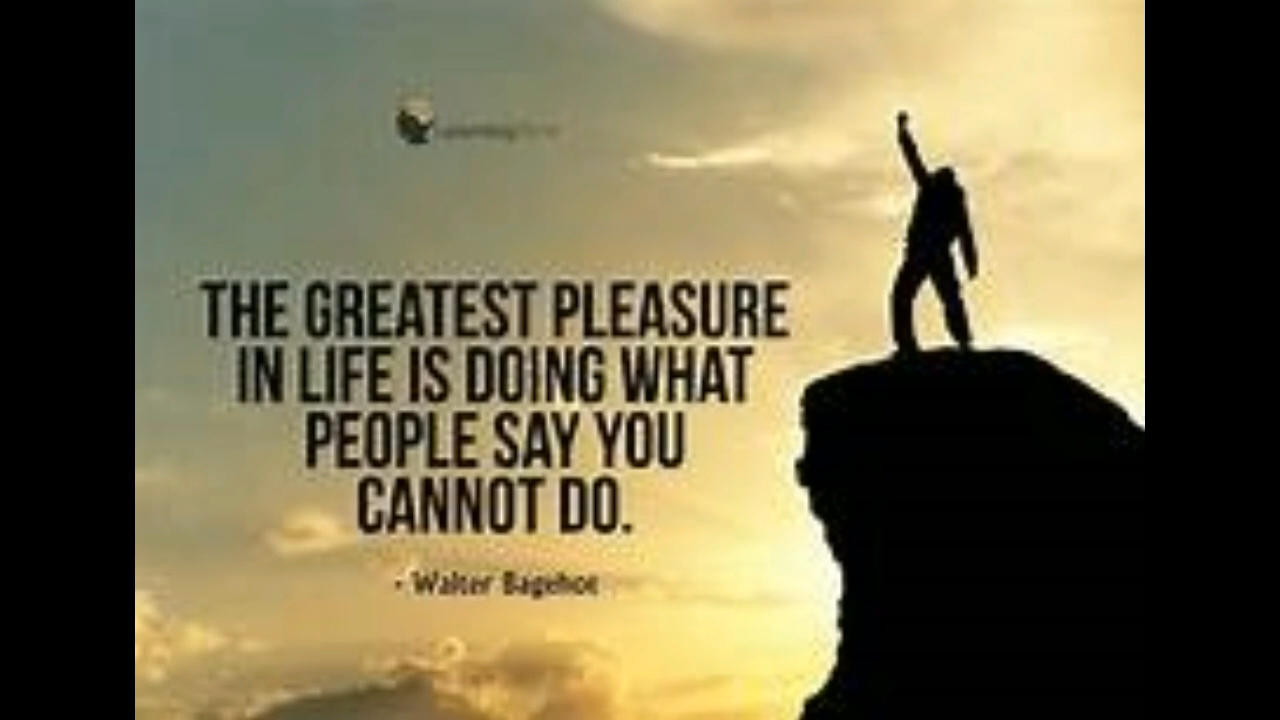 THE GREATEST PLEASURE
IN LIFE IS DOING WHAT
PEOPLE SAY YOU
CANNOT DO.
- Walter Bagehot